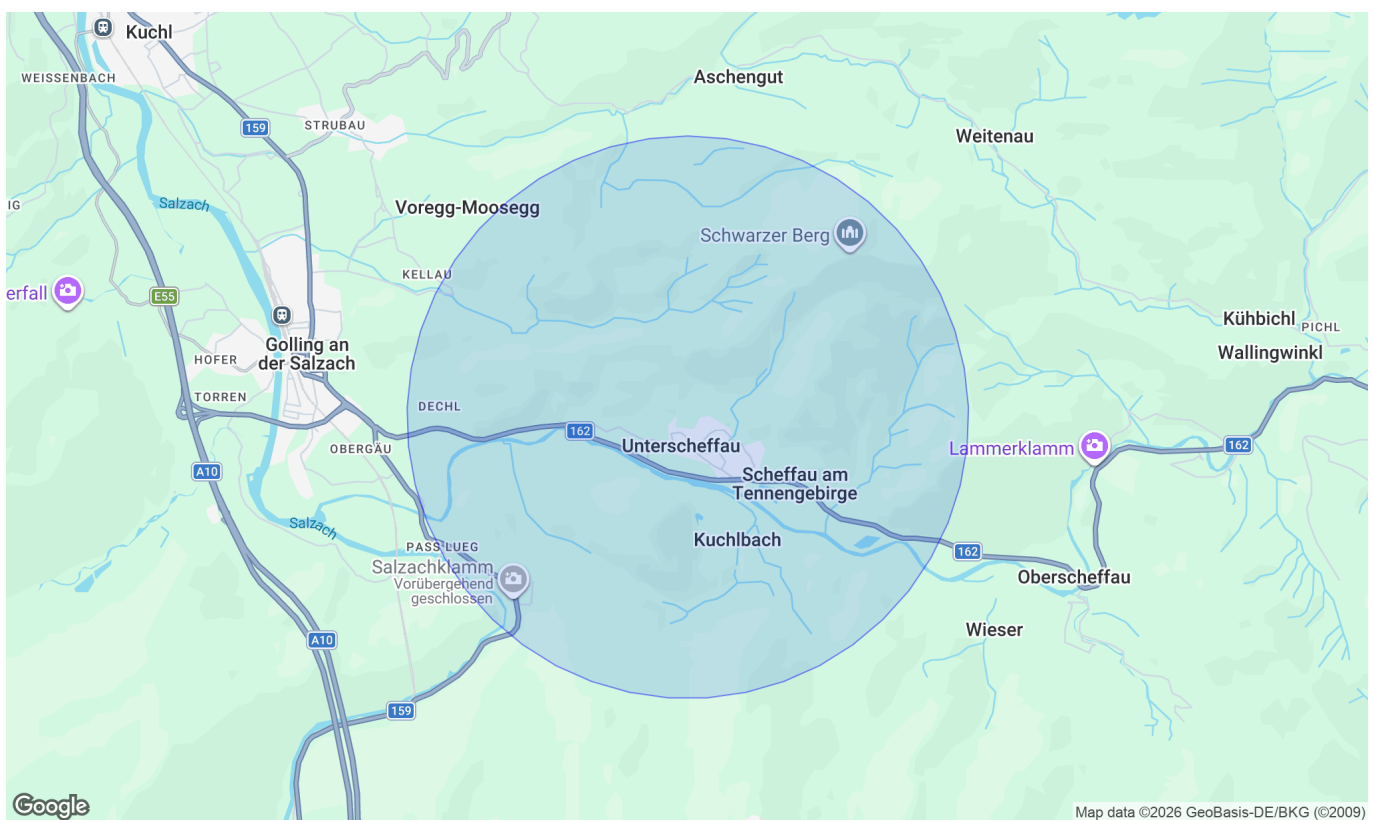 Kuchl
WEISSENBACH
Aschengut
159
STRUBAU
Weitenau
Salzach
IG
Voregg-Moosegg
Schwarzer Berg
KELLAU
erfall
E55
Kühbichl
PICHL
Golling an
der Salzach
HOFER
Wallingwinkl
TORREN
DECHL
162
Unterscheffau
OBERGÄU
Lammerklamm
162
A10
Scheffau am
Tennengebirge
Salzach
Kuchlbach
PASS LUEG
162
Salzachklamm
Vorübergehend
geschlossen
Oberscheffau
Wieser
A10
159
Google
Map data ©2026 GeoBasis-DE/BKG (©2009)